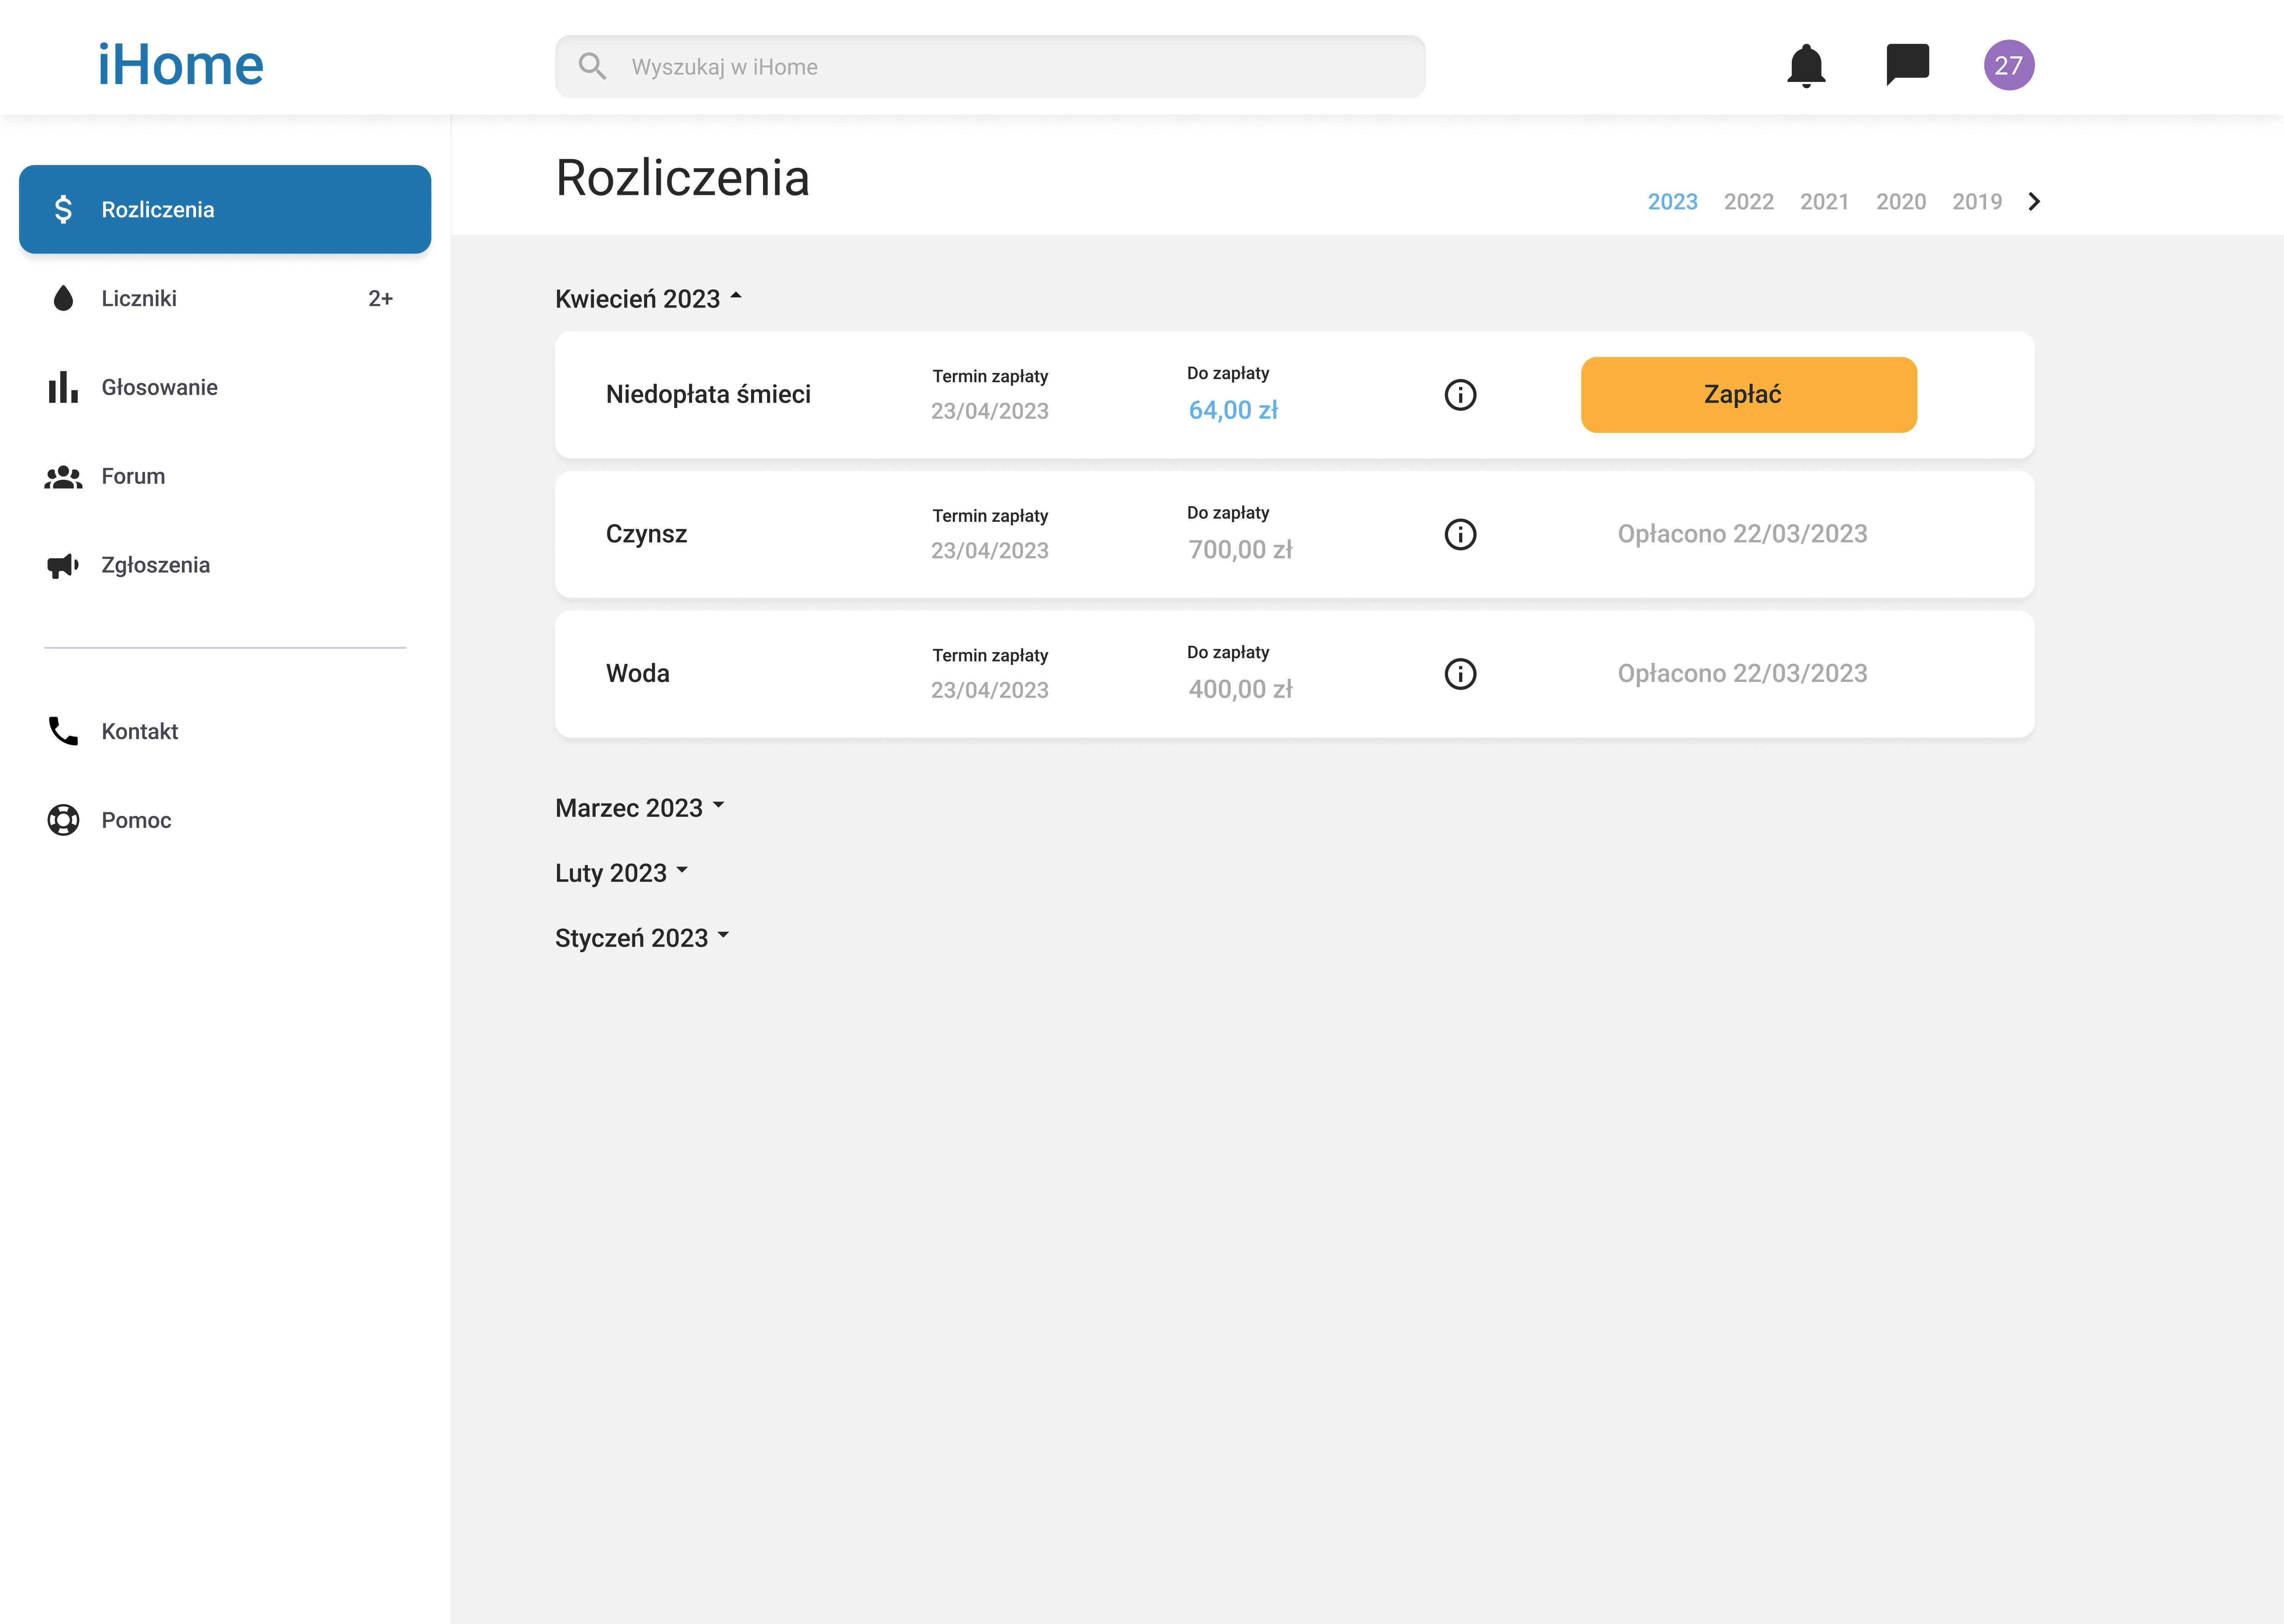 iHome
Wyszukaj w iHome
27
Rozliczenia
Liczniki 2+
Głosowanie
Forum
Zgłoszenia
Kontakt
Pomoc
Rozliczenia
2023 2022 2021 2020 2019
Kwiecień 2023
Niedopłata śmieci
Termin zapłaty
23/04/2023
Do zapłaty
64,00 zł
Zapłać
Czynsz
Termin zapłaty
23/04/2023
Do zapłaty
700,00 zł
Opłacono 22/03/2023
Woda
Termin zapłaty
23/04/2023
Do zapłaty
400,00 zł
Opłacono 22/03/2023
Marzec 2023
Luty 2023
Styczeń 2023